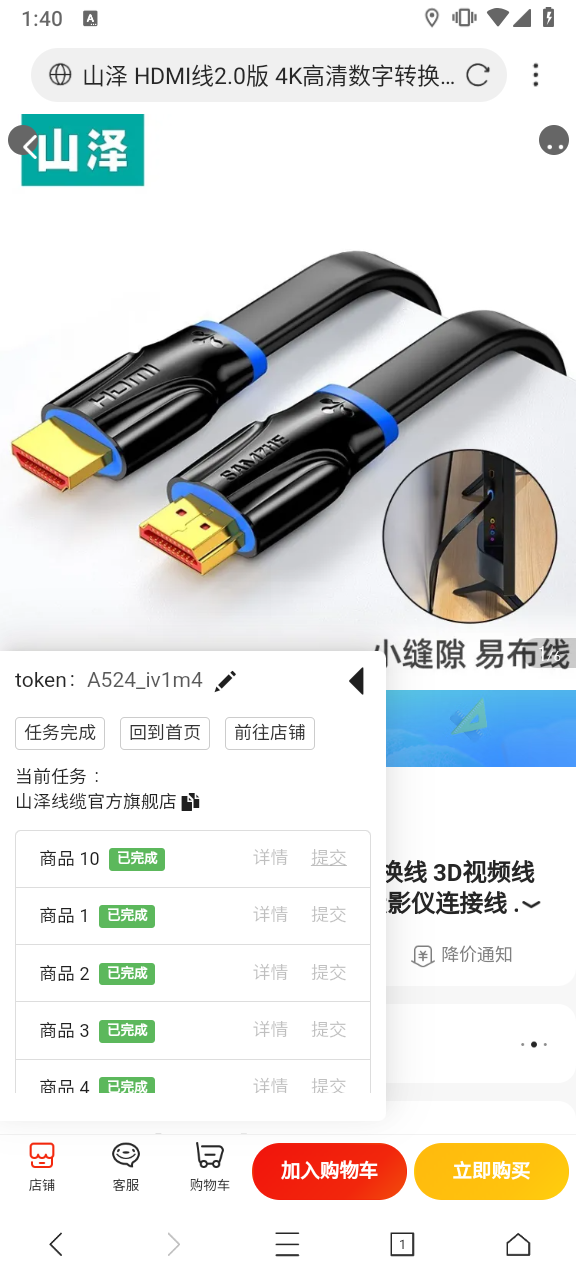 1:40
A
山泽 HDMI线2.0版 4K高清数字转换...
山泽
HDMI
SAMZHE
小缝隙 易布线
token： A524_iv1m4
任务完成 回到首页 前往店铺
当前任务：
山泽线缆官方旗舰店
换线 3D视频线
商品 10 已完成 详情 提交
影仪连接线 .
商品 1 已完成 详情 提交
降价通知
商品 2 已完成 详情 提交
商品 3 已完成 详情 提交
商品 4 已完成 详情 提交
店铺 客服 购物车 加入购物车 立即购买
1